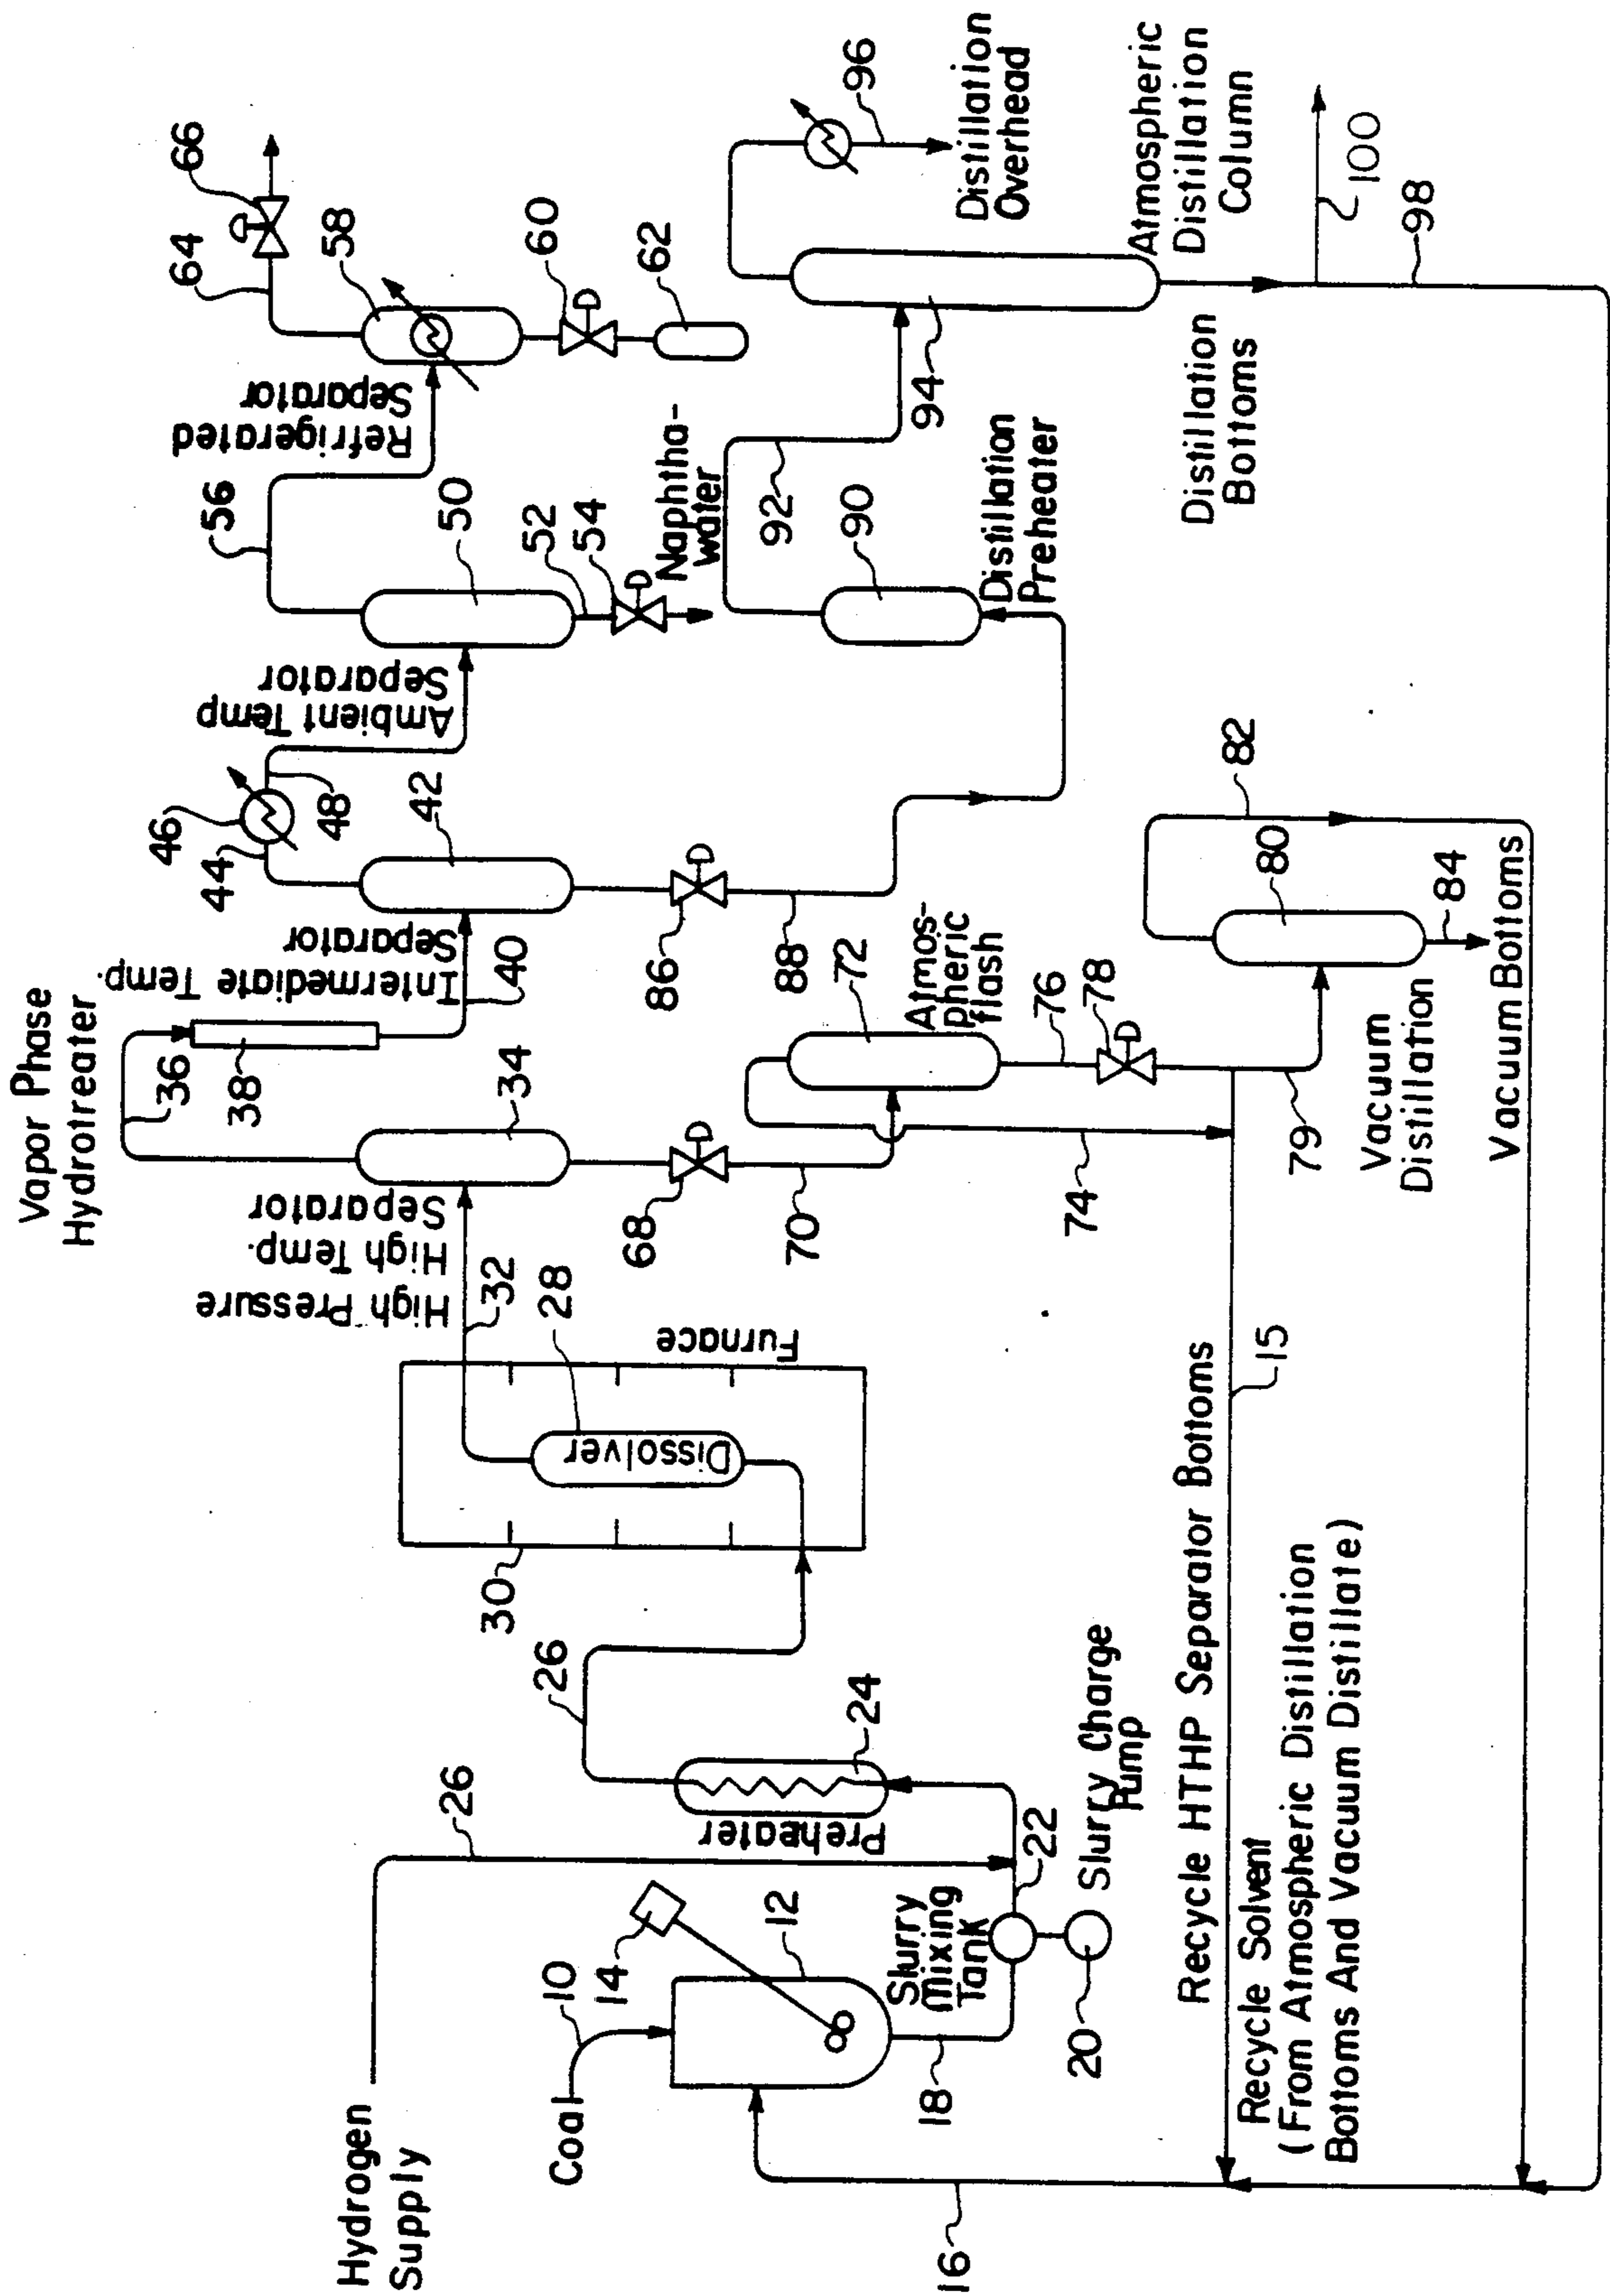 Vapor Phase
Hydrotreater
36
38
High Pressure
High Temp.
Separator
32
34
Intermediate Temp.
Separator
40
42
44
46
48
Ambient Temp
Separator
50
52
54
Naphtha-
water
56
Refrigerated
Separator
58
60
62
64
66
Hydrogen
Supply
26
Coal
10
14
12
Slurry
Mixing
Tank
16
18
20
Slurry Charge
Pump
22
Preheater
24
26
30
Furnace
Dissolver
28
68
70
Atmos-
pheric
flash
72
74
76
78
79
Vacuum
Distillation
80
82
84
Vacuum Bottoms
86
88
90
Distillation
Preheater
92
94
96
Distillation
Overhead
Atmospheric
Distillation
Column
Distillation
Bottoms
100
98
Recycle HTHP Separator Bottoms
15
Recycle Solvent
(From Atmospheric Distillation
Bottoms And Vacuum Distillate)